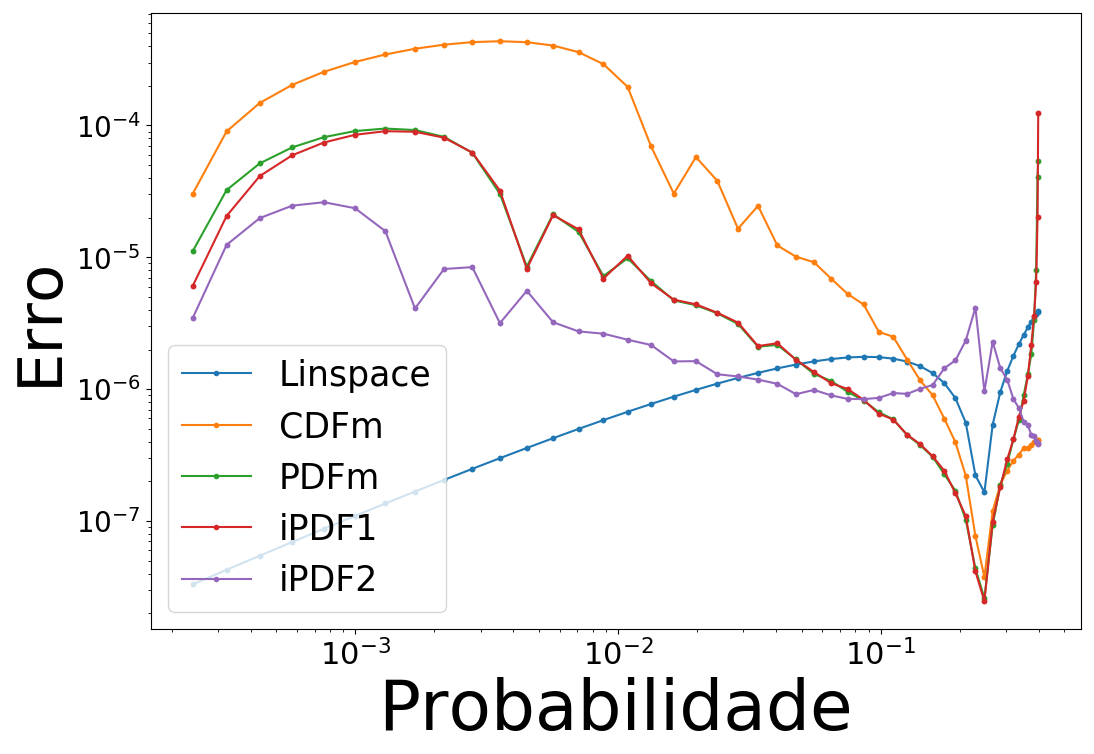 Erro
10⁻⁴
10⁻⁵
10⁻⁶
10⁻⁷
Linspace
CDFm
PDFm
iPDF1
iPDF2
10⁻³
10⁻²
10⁻¹
Probabilidade